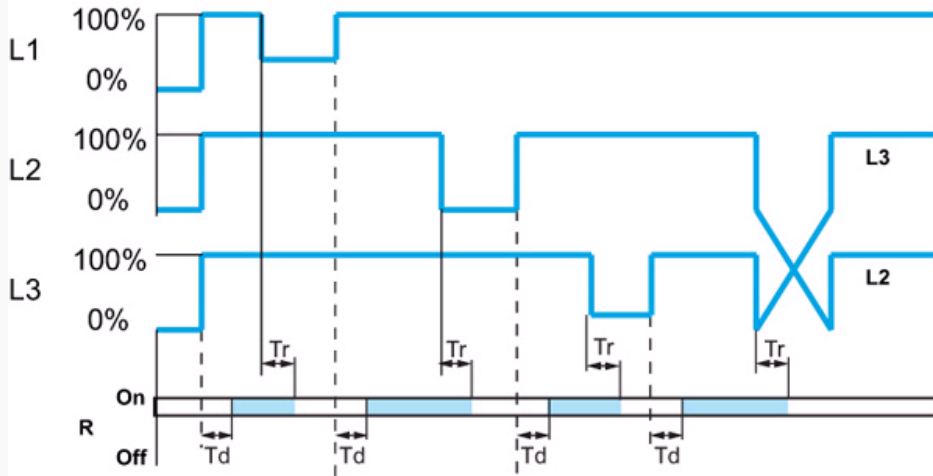 L1 100%
0%
L2 100%
0%
L3
L3 100%
0%
L2
Tr Tr Tr Tr
On
R
Off Td Td Td Td